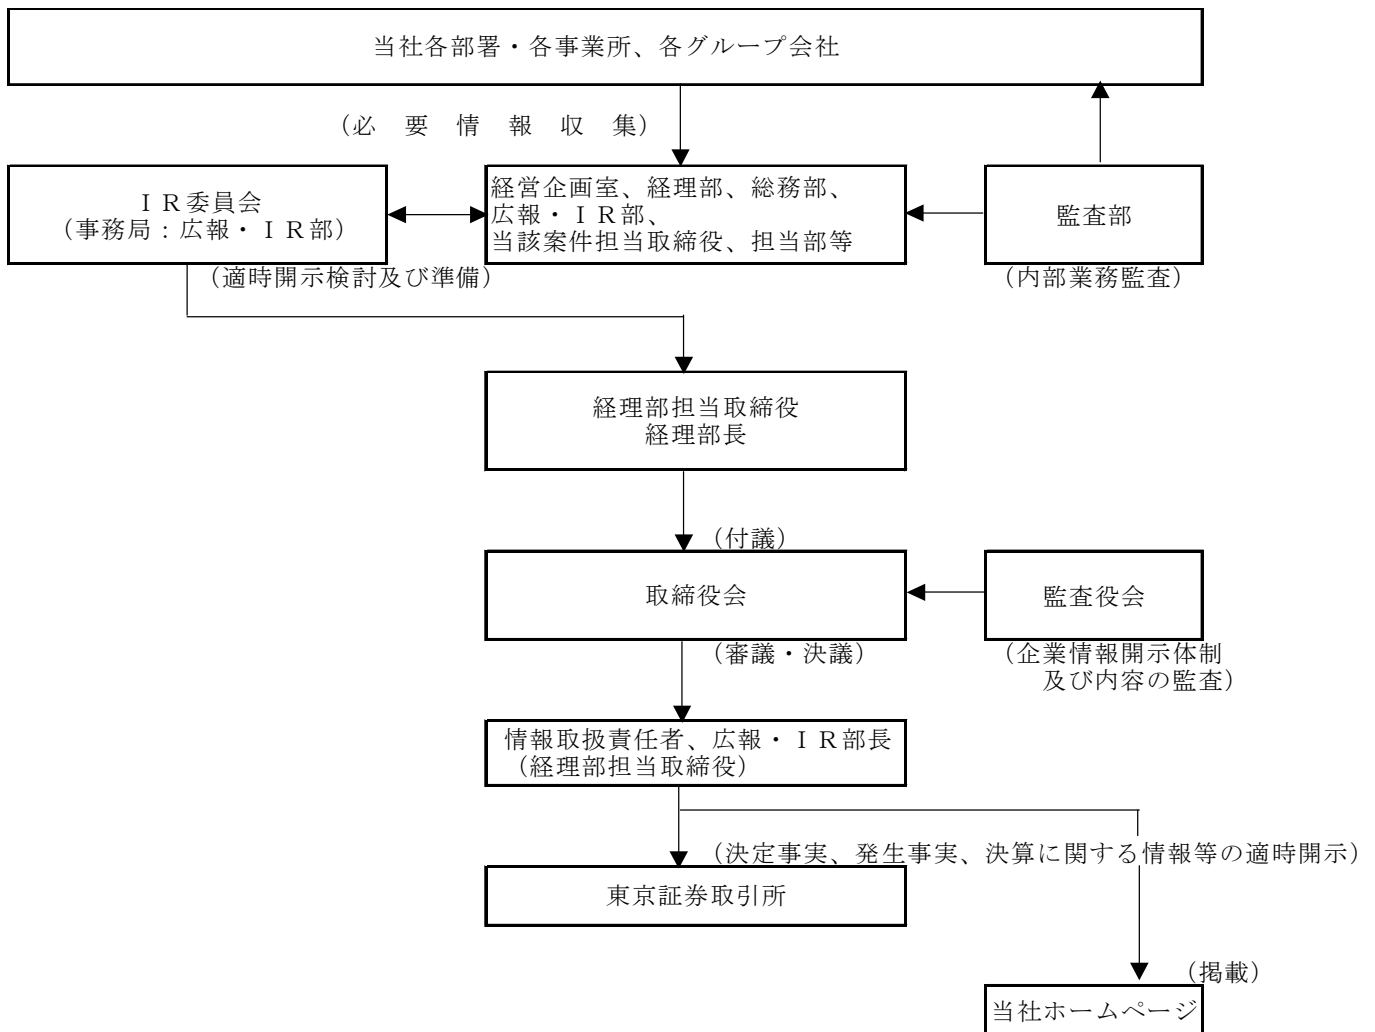 当社各部署・各事業所、各グループ会社
（必 要 情 報 収 集）
ＩＲ委員会
（事務局：広報・ＩＲ部）
経営企画室、経理部、総務部、
広報・ＩＲ部、
当該案件担当取締役、担当部等
監査部
（適時開示検討及び準備）
（内部業務監査）
経理部担当取締役
経理部長
（付議）
取締役会
監査役会
（審議・決議）
（企業情報開示体制
及び内容の監査）
情報取扱責任者、広報・ＩＲ部長
（経理部担当取締役）
（決定事実、発生事実、決算に関する情報等の適時開示）
東京証券取引所
（掲載）
当社ホームページ